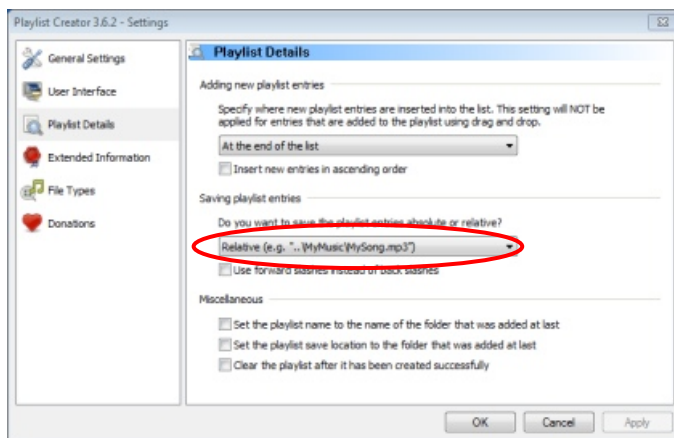 Playlist Creator 3.6.2 - Settings
General Settings
User Interface
Playlist Details
Extended Information
File Types
Donations
Playlist Details
Adding new playlist entries
Specify where new playlist entries are inserted into the list. This setting will NOT be
applied for entries that are added to the playlist using drag and drop.
At the end of the list
Insert new entries in ascending order
Saving playlist entries
Do you want to save the playlist entries absolute or relative?
Relative (e.g. "..\MyMusic\MySong.mp3")
Use forward slashes instead of back slashes
Miscellaneous
Set the playlist name to the name of the folder that was added at last
Set the playlist save location to the folder that was added at last
Clear the playlist after it has been created successfully
OK
Cancel
Apply